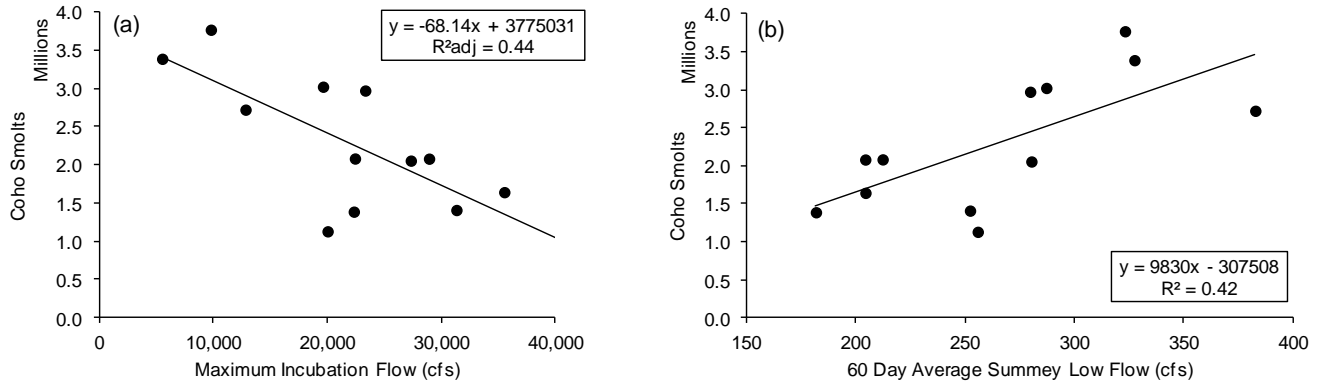 (a)
y = -68.14x + 3775031
R²adj = 0.44
Millions
Coho Smolts
4.0
3.5
3.0
2.5
2.0
1.5
1.0
0.5
0.0
0
10,000
20,000
30,000
40,000
Maximum Incubation Flow (cfs)
(b)
y = 9830x - 307508
R² = 0.42
Millions
Coho Smolts
4.0
3.5
3.0
2.5
2.0
1.5
1.0
0.5
0.0
150
200
250
300
350
400
60 Day Average Summey Low Flow (cfs)